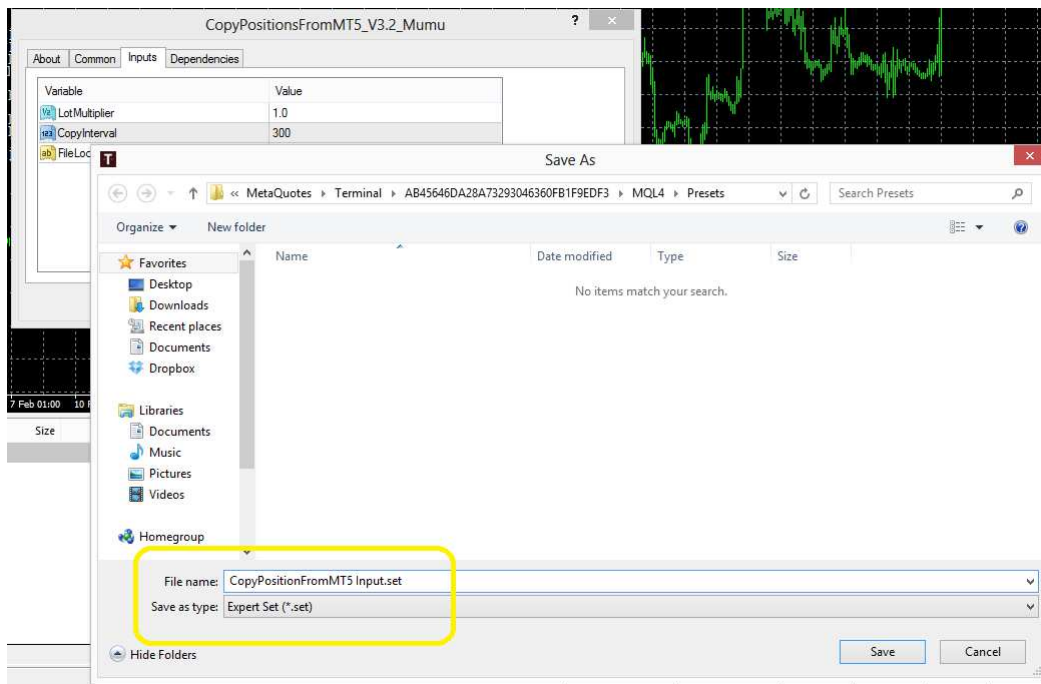 CopyPositionsFromMT5_V3.2_Mumu ?
About Common Inputs Dependencies
Variable Value
LotMultiplier 1.0
CopyInterval 300
FileLoc
Save As
« MetaQuotes ▸ Terminal ▸ AB45646DA28A73293046360FB1F9EDF3 ▸ MQL4 ▸ Presets Search Presets
Organize New folder
Name Date modified Type Size
No items match your search.
Favorites
Desktop
Downloads
Recent places
Documents
Dropbox
Libraries
Documents
Music
Pictures
Videos
Homegroup
7 Feb 01:00 10
Size
File name: CopyPositionFromMT5 Input.set
Save as type: Expert Set (*.set)
Hide Folders Save Cancel